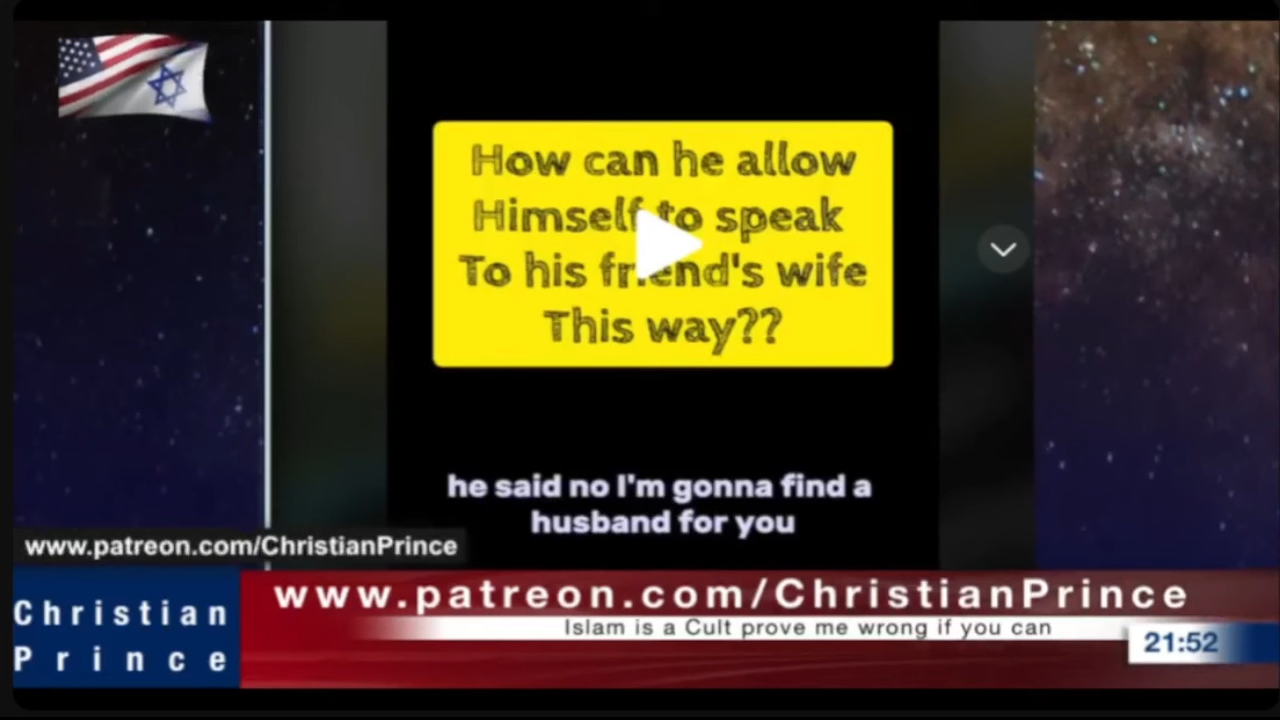 How can he allow
Himself to speak
To his friend's wife
This way??
he said no I'm gonna find a
husband for you
www.patreon.com/ChristianPrince
Christian
Prince
www.patreon.com/ChristianPrince
Islam is a Cult prove me wrong if you can
21:52